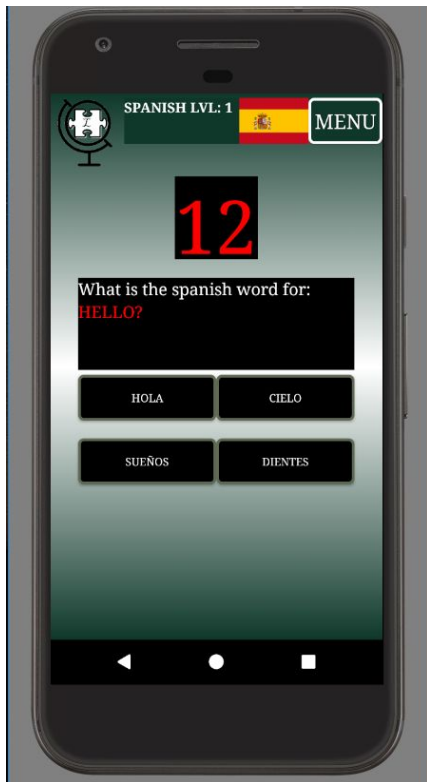 SPANISH LVL: 1
MENU
12
What is the spanish word for:
HELLO?
HOLA
CIELO
SUEÑOS
DIENTES